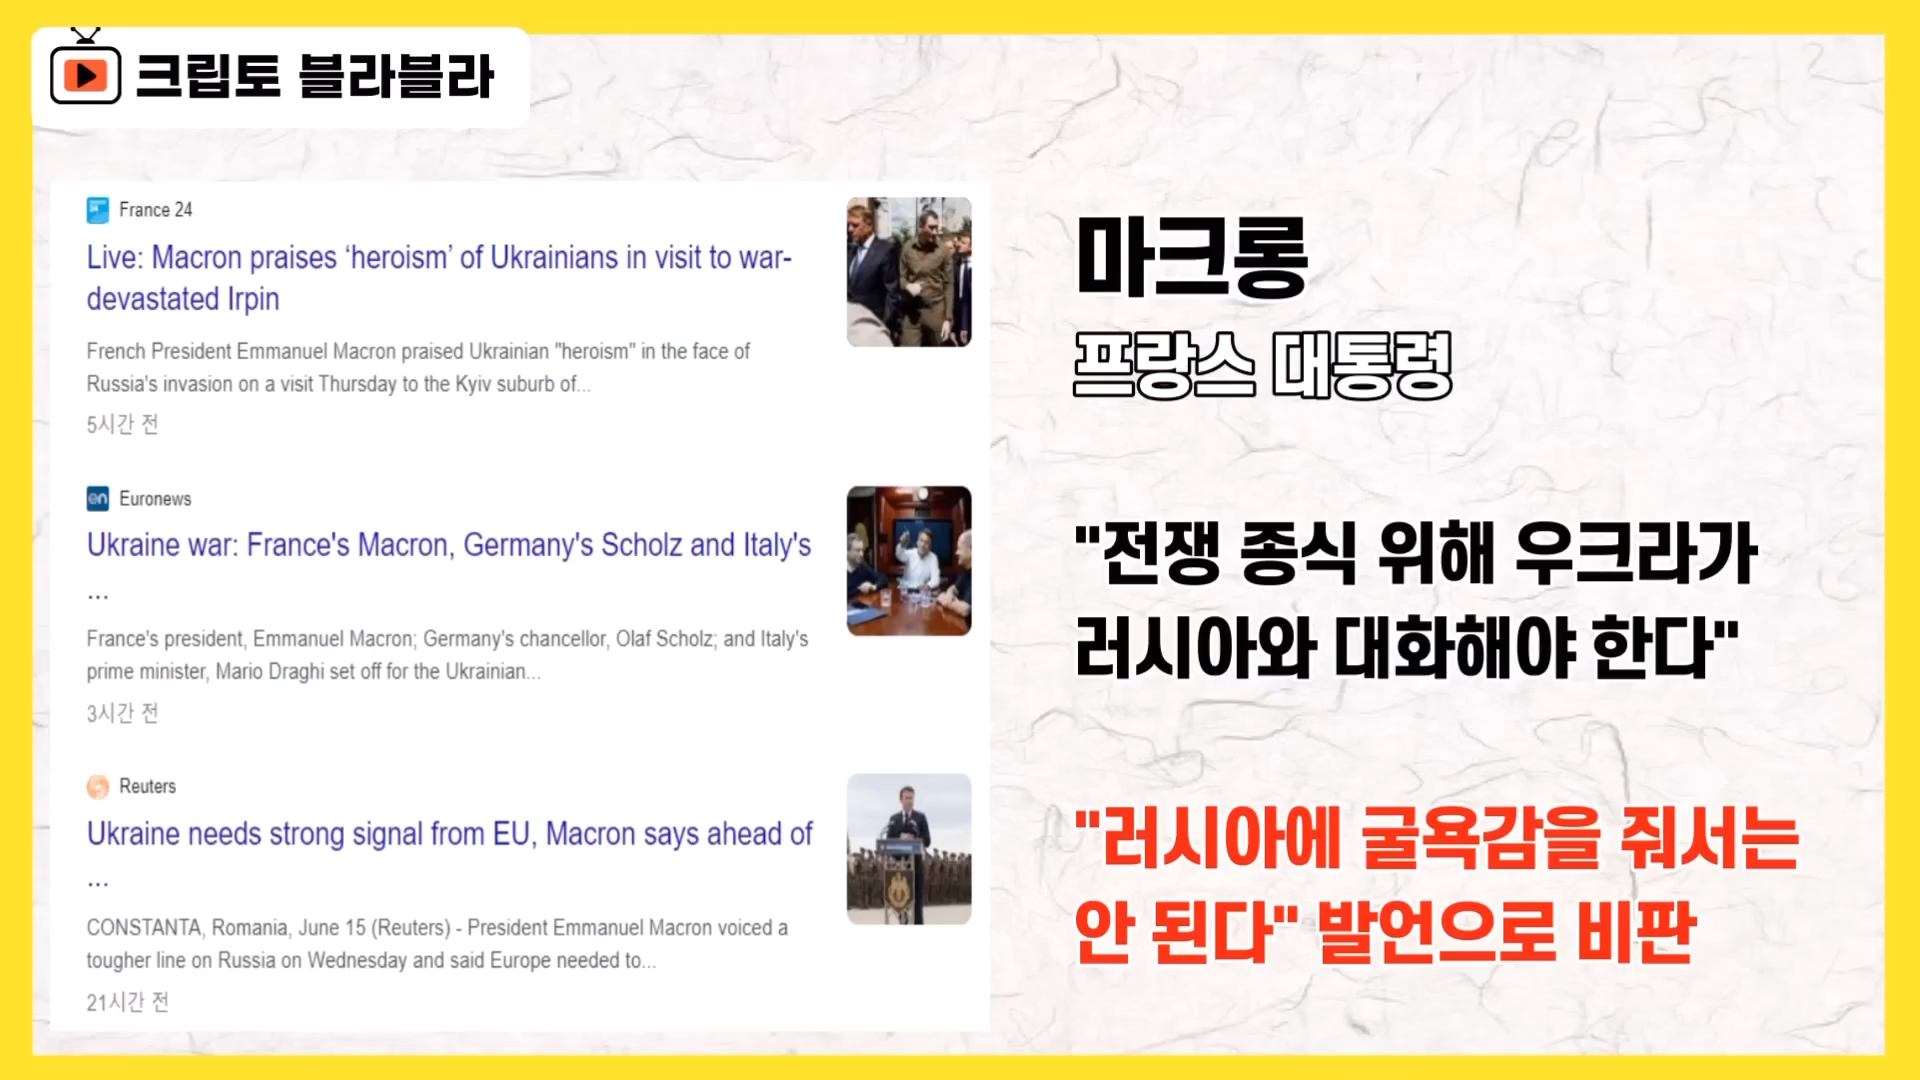 크립토 블라블라
France 24
Live: Macron praises ‘heroism’ of Ukrainians in visit to war-
devastated Irpin
French President Emmanuel Macron praised Ukrainian "heroism" in the face of
Russia's invasion on a visit Thursday to the Kyiv suburb of...
5시간 전
Euronews
Ukraine war: France's Macron, Germany's Scholz and Italy's
...
France's president, Emmanuel Macron; Germany's chancellor, Olaf Scholz; and Italy's
prime minister, Mario Draghi set off for the Ukrainian...
3시간 전
Reuters
Ukraine needs strong signal from EU, Macron says ahead of
...
CONSTANTA, Romania, June 15 (Reuters) - President Emmanuel Macron voiced a
tougher line on Russia on Wednesday and said Europe needed to...
21시간 전
마크롱
프랑스 대통령
"전쟁 종식 위해 우크라가
러시아와 대화해야 한다"
"러시아에 굴욕감을 줘서는
안 된다" 발언으로 비판